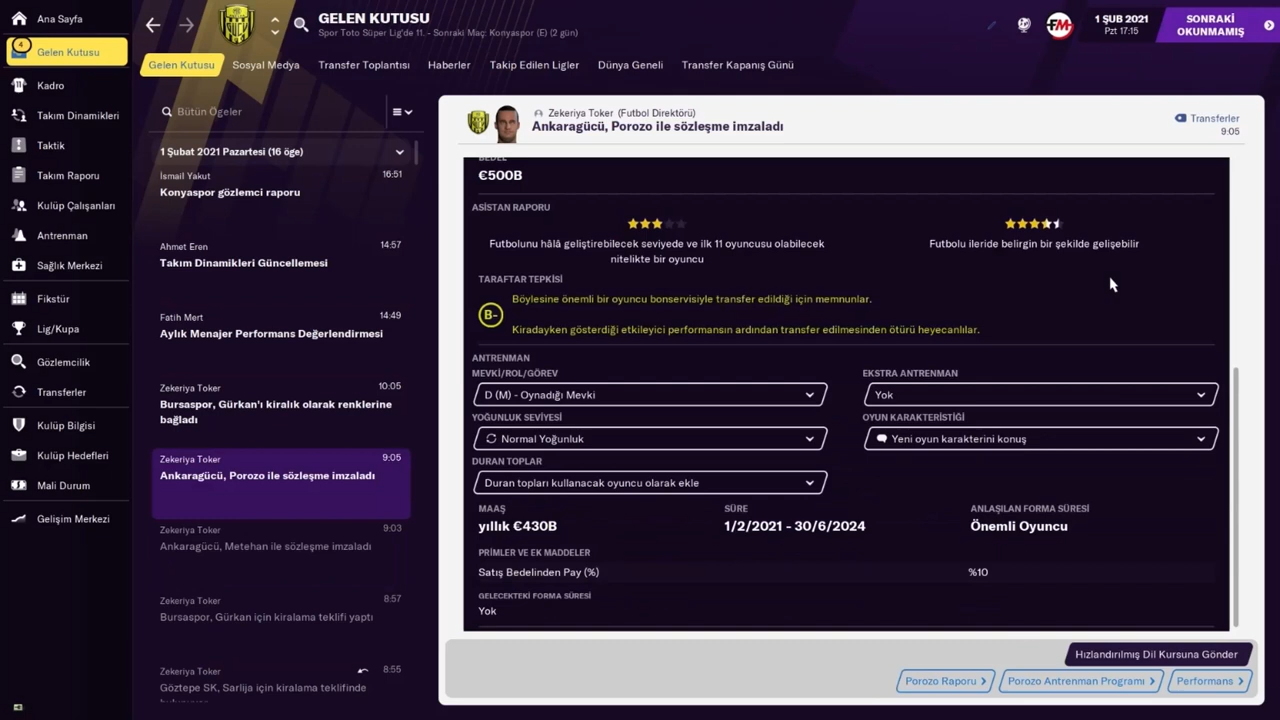 Ana Sayfa
4
Gelen Kutusu
Kadro
Takım Dinamikleri
Taktik
Takım Raporu
Kulüp Çalışanları
Antrenman
Sağlık Merkezi
Fikstür
Lig/Kupa
Gözlemcilik
Transferler
Kulüp Bilgisi
Kulüp Hedefleri
Mali Durum
Gelişim Merkezi
GELEN KUTUSU
Spor Toto Süper Lig'de 11. - Sonraki Maç: Konyaspor (E) (2 gün)
FM
1 ŞUB 2021
Pzt 17:15
SONRAKİ
OKUNMAMIŞ
Gelen Kutusu
Sosyal Medya
Transfer Toplantısı
Haberler
Takip Edilen Ligler
Dünya Geneli
Transfer Kapanış Günü
Bütün Ögeler
1 Şubat 2021 Pazartesi (16 öge)
İsmail Yakut 16:51
Konyaspor gözlemci raporu
Ahmet Eren 14:57
Takım Dinamikleri Güncellemesi
Fatih Mert 14:49
Aylık Menajer Performans Değerlendirmesi
Zekeriya Toker 10:05
Bursaspor, Gürkan'ı kiralık olarak renklerine
bağladı
Zekeriya Toker 9:05
Ankaragücü, Porozo ile sözleşme imzaladı
Zekeriya Toker 9:03
Ankaragücü, Metehan ile sözleşme imzaladı
Zekeriya Toker 8:57
Bursaspor, Gürkan için kiralama teklifi yaptı
Zekeriya Toker 8:55
Göztepe SK, Sarlija için kiralama teklifinde
bulunuyor
Zekeriya Toker (Futbol Direktörü)
Ankaragücü, Porozo ile sözleşme imzaladı
Transferler
9:05
BEDEL
€500B
ASİSTAN RAPORU
Futbolunu hâlâ geliştirebilecek seviyede ve ilk 11 oyuncusu olabilecek
nitelikte bir oyuncu
Futbolu ileride belirgin bir şekilde gelişebilir
TARAFTAR TEPKİSİ
B-
Böylesine önemli bir oyuncu bonservisiyle transfer edildiği için memnunlar.
Kiradayken gösterdiği etkileyici performansın ardından transfer edilmesinden ötürü heyecanlılar.
ANTRENMAN
MEVKİ/ROL/GÖREV
D (M) - Oynadığı Mevki
EKSTRA ANTRENMAN
Yok
YOĞUNLUK SEVİYESİ
Normal Yoğunluk
OYUN KARAKTERİSTİĞİ
Yeni oyun karakterini konuş
DURAN TOPLAR
Duran topları kullanacak oyuncu olarak ekle
MAAŞ
yıllık €430B
SÜRE
1/2/2021 - 30/6/2024
ANLAŞILAN FORMA SÜRESİ
Önemli Oyuncu
PRİMLER VE EK MADDELER
Satış Bedelinden Pay (%) %10
GELECEKTEKİ FORMA SÜRESİ
Yok
Hızlandırılmış Dil Kursuna Gönder
Porozo Raporu
Porozo Antrenman Programı
Performans